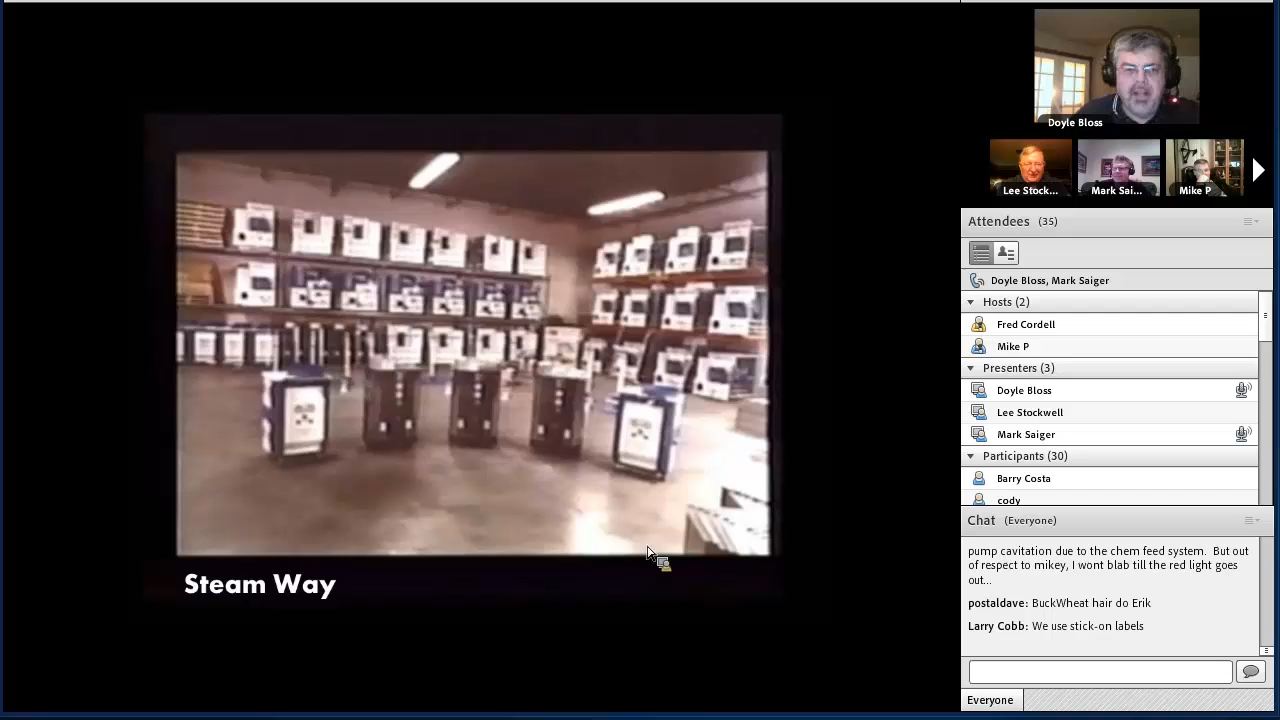 Steam Way
Doyle Bloss
Lee Stock... Mark Sai... Mike P
Attendees (35)
Doyle Bloss, Mark Saiger
Hosts (2)
Fred Cordell
Mike P
Presenters (3)
Doyle Bloss
Lee Stockwell
Mark Saiger
Participants (30)
Barry Costa
cody
Chat (Everyone)
pump cavitation due to the chem feed system. But out
of respect to mikey, I wont blab till the red light goes
out...
postaldave: BuckWheat hair do Erik
Larry Cobb: We use stick-on labels
Everyone